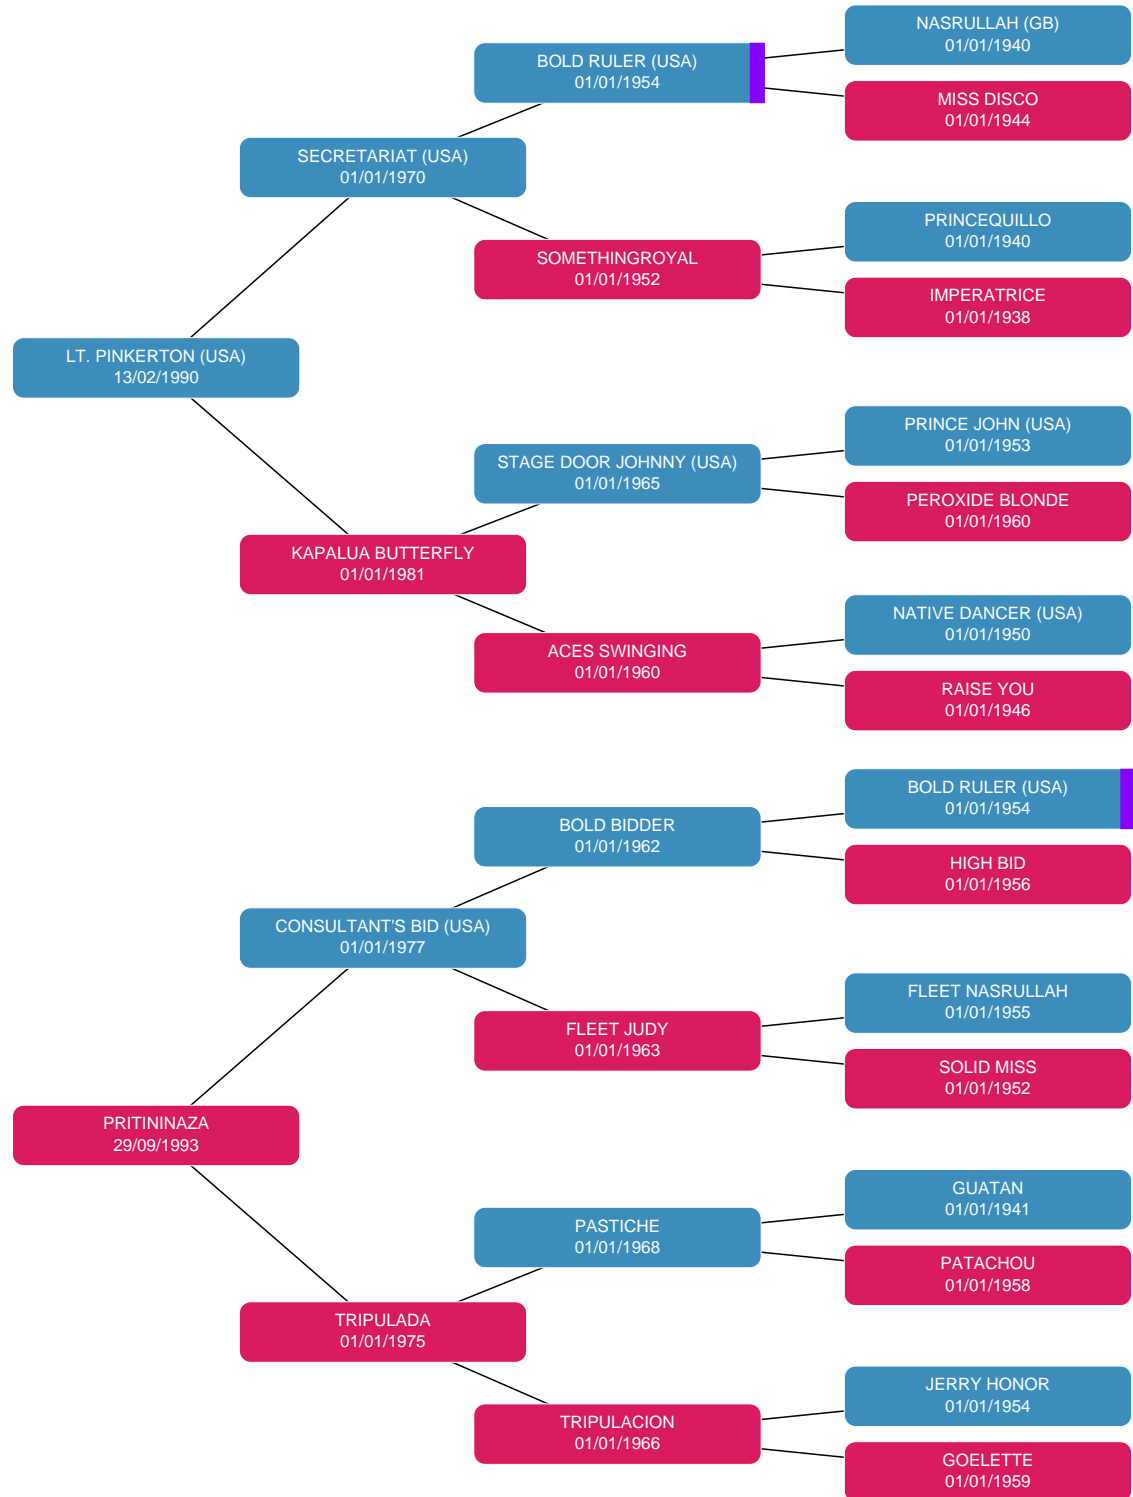 NASRULLAH (GB)
01/01/1940
BOLD RULER (USA)
01/01/1954
MISS DISCO
01/01/1944
SECRETARIAT (USA)
01/01/1970
PRINCEQUILLO
01/01/1940
SOMETHINGROYAL
01/01/1952
IMPERATRICE
01/01/1938
LT. PINKERTON (USA)
13/02/1990
PRINCE JOHN (USA)
01/01/1953
STAGE DOOR JOHNNY (USA)
01/01/1965
PEROXIDE BLONDE
01/01/1960
KAPALUA BUTTERFLY
01/01/1981
NATIVE DANCER (USA)
01/01/1950
ACES SWINGING
01/01/1960
RAISE YOU
01/01/1946
BOLD RULER (USA)
01/01/1954
BOLD BIDDER
01/01/1962
HIGH BID
01/01/1956
CONSULTANT'S BID (USA)
01/01/1977
FLEET NASRULLAH
01/01/1955
FLEET JUDY
01/01/1963
SOLID MISS
01/01/1952
PRITININAZA
29/09/1993
GUATAN
01/01/1941
PASTICHE
01/01/1968
PATACHOU
01/01/1958
TRIPULADA
01/01/1975
JERRY HONOR
01/01/1954
TRIPULACION
01/01/1966
GOELETTE
01/01/1959